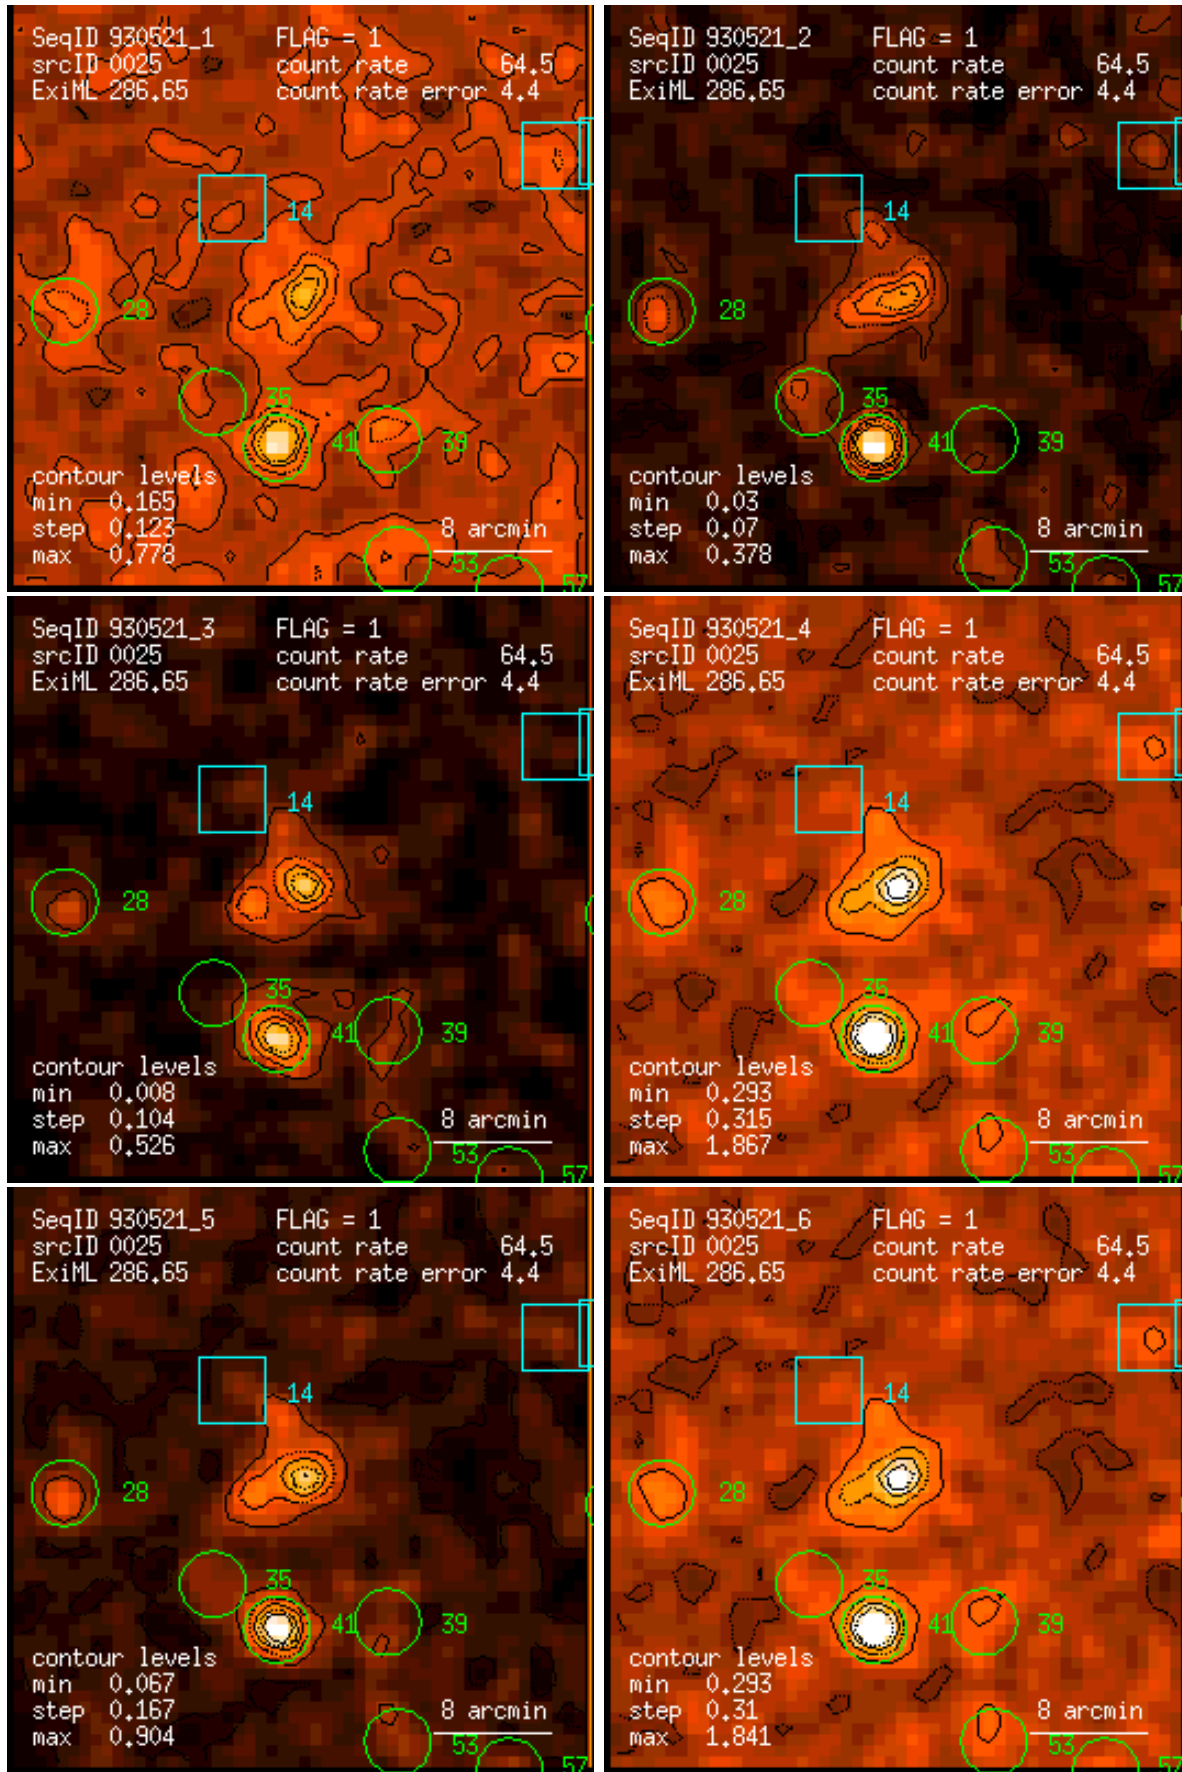 SeqID 930521_1 FLAG = 1
srcID 0025 count rate 64.5
ExiML 286.65 count rate error 4.4
14
28
35
41 39
contour levels
min 0.165
step 0.123 8 arcmin
max 0.778 53
57
SeqID 930521_2 FLAG = 1
srcID 0025 count rate 64.5
ExiML 286.65 count rate error 4.4
14
28
35
41 39
contour levels
min 0.03
step 0.07 8 arcmin
max 0.378 53
57
SeqID 930521_3 FLAG = 1
srcID 0025 count rate 64.5
ExiML 286.65 count rate error 4.4
14
28
35
41 39
contour levels
min 0.008
step 0.104 8 arcmin
max 0.526 53
57
SeqID 930521_4 FLAG = 1
srcID 0025 count rate 64.5
ExiML 286.65 count rate error 4.4
14
28
35
41 39
contour levels
min 0.293
step 0.315 8 arcmin
max 1.867 53
57
SeqID 930521_5 FLAG = 1
srcID 0025 count rate 64.5
ExiML 286.65 count rate error 4.4
14
28
35
41 39
contour levels
min 0.067
step 0.167 8 arcmin
max 0.904 53
57
SeqID 930521_6 FLAG = 1
srcID 0025 count rate 64.5
ExiML 286.65 count rate error 4.4
14
28
35
41 39
contour levels
min 0.293
step 0.31 8 arcmin
max 1.841 53
57